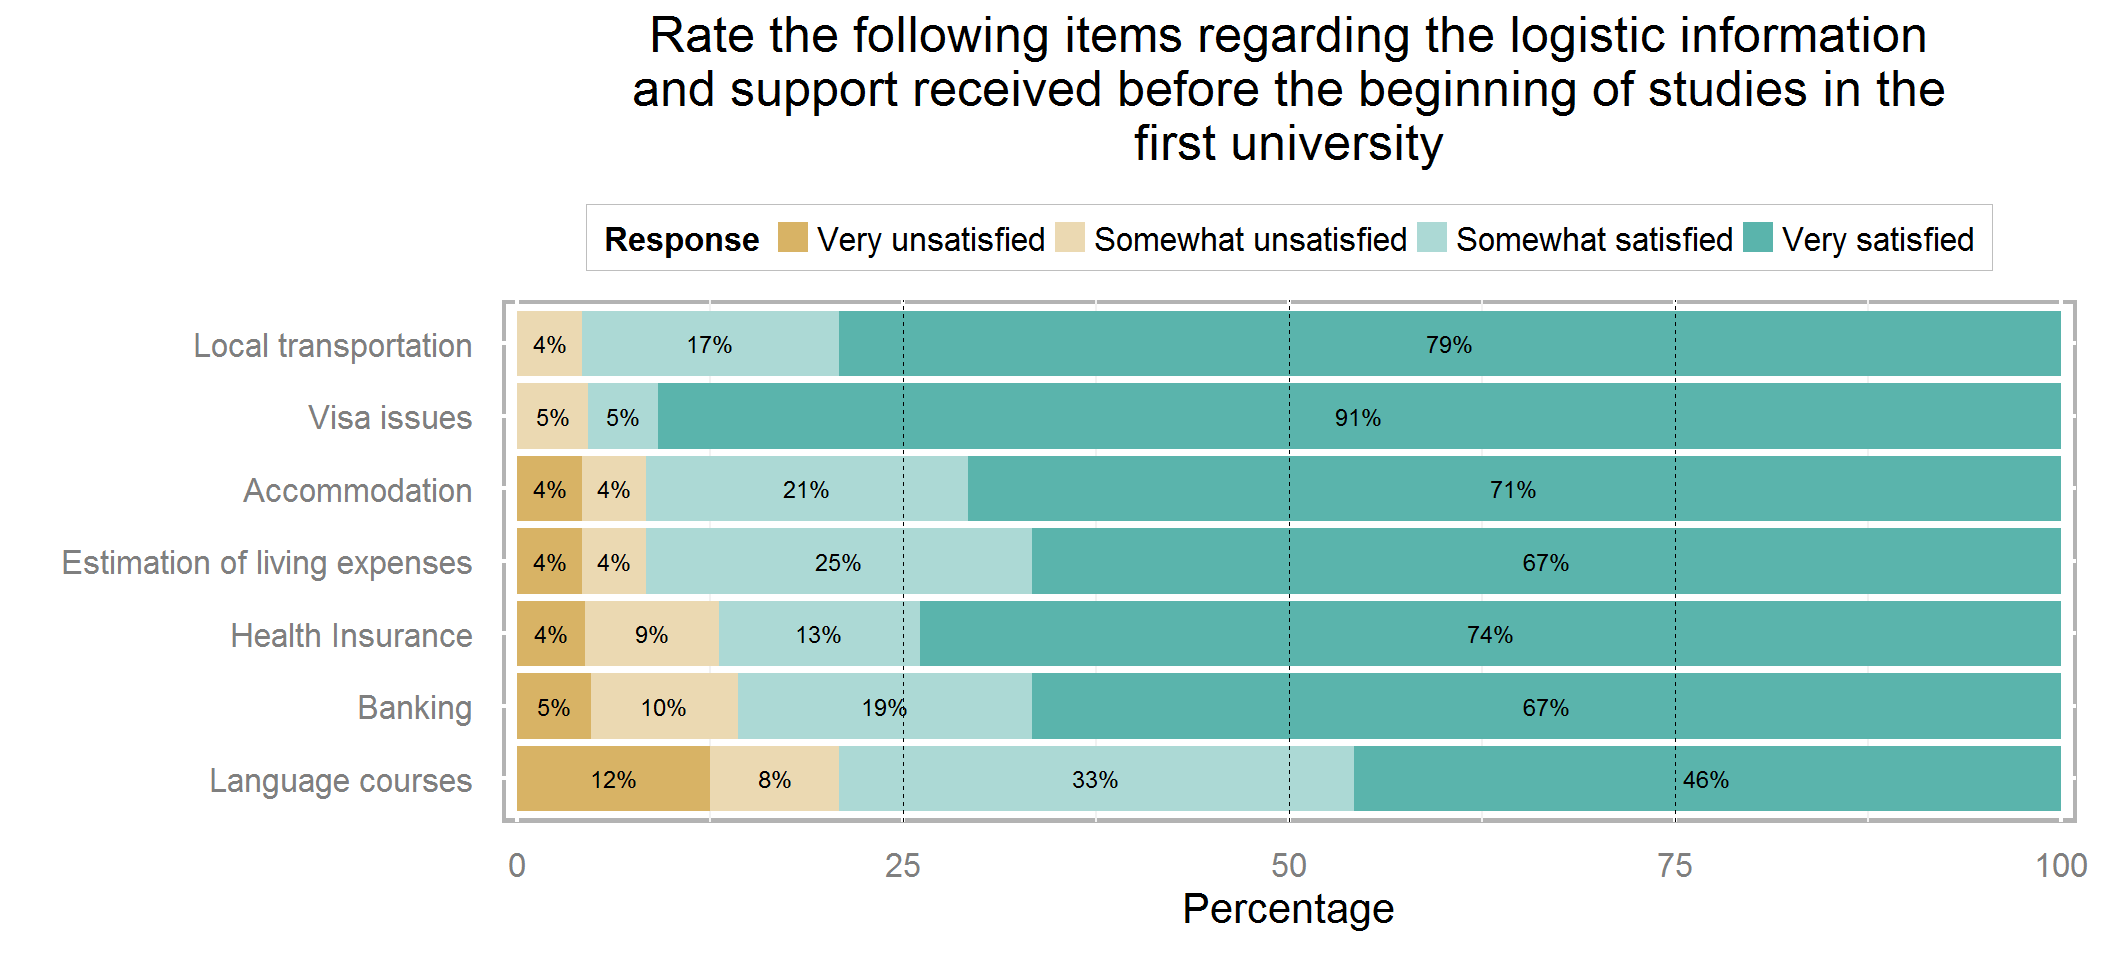 Rate the following items regarding the logistic information
and support received before the beginning of studies in the
first university
Response Very unsatisfied Somewhat unsatisfied Somewhat satisfied Very satisfied
Local transportation 4% 17% 79%
Visa issues 5% 5% 91%
Accommodation 4% 4% 21% 71%
Estimation of living expenses 4% 4% 25% 67%
Health Insurance 4% 9% 13% 74%
Banking 5% 10% 19% 67%
Language courses 12% 8% 33% 46%
0 25 50 75 100
Percentage